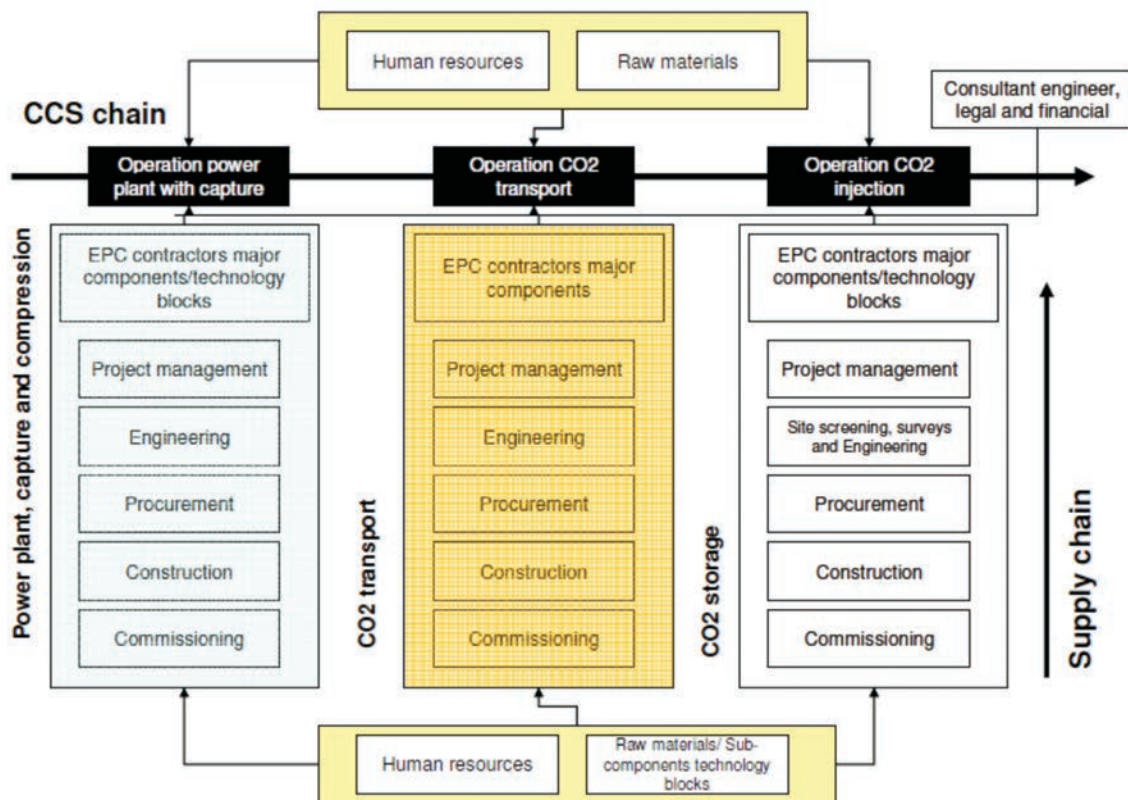 Human resources
Raw materials
Consultant engineer,
legal and financial
CCS chain
Operation power
plant with capture
Operation CO2
transport
Operation CO2
injection
Power plant, capture and compression
EPC contractors major
components/technology
blocks
Project management
Engineering
Procurement
Construction
Commissioning
CO2 transport
EPC contractors major
components
Project management
Engineering
Procurement
Construction
Commissioning
CO2 storage
EPC contractors major
components/technology
blocks
Project management
Site screening, surveys
and Engineering
Procurement
Construction
Commissioning
Supply chain
Human resources
Raw materials/ Sub-
components technology
blocks